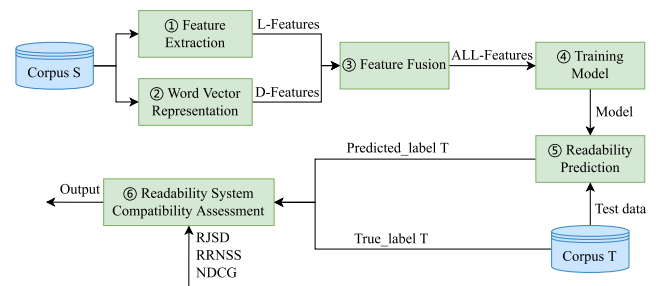 ① Feature
Extraction
L-Features
Corpus S
② Word Vector
Representation
D-Features
③ Feature Fusion
ALL-Features
④ Training
Model
Model
Predicted_label T
⑤ Readability
Prediction
Output
⑥ Readability System
Compatibility Assessment
Test data
True_label T
Corpus T
RJSD
RRNSS
NDCG